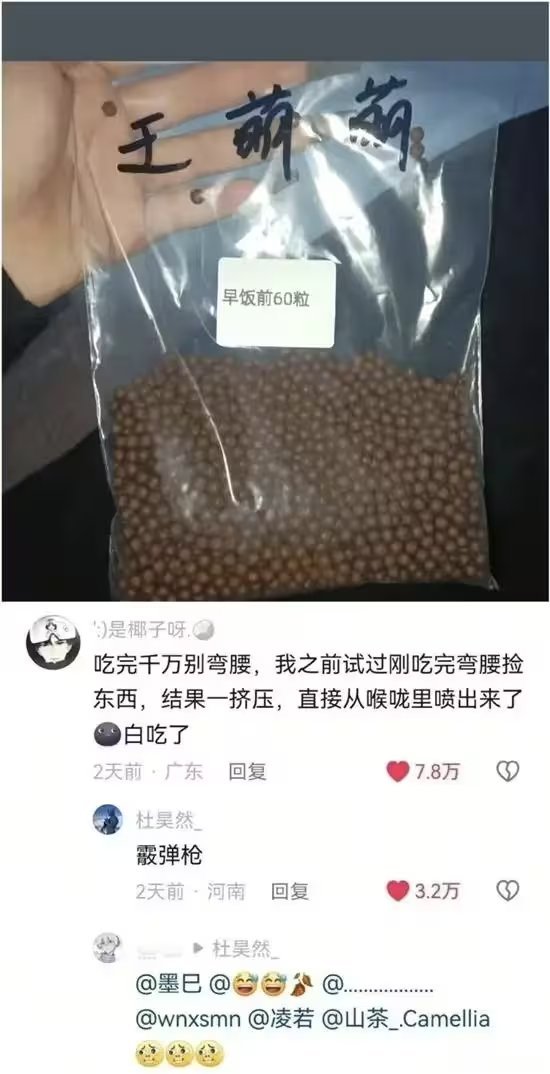 王萌萌
早饭前60粒
':)是椰子呀.
吃完千万别弯腰，我之前试过刚吃完弯腰捡
东西，结果一挤压，直接从喉咙里喷出来了
🌚白吃了
2天前 · 广东 回复 7.8万
杜昊然_
霰弹枪
2天前 · 河南 回复 3.2万
▶ 杜昊然_
@墨巳 @😅😅🍂 @..................
@wnxsmn @凌若 @山茶_.Camellia
🤢🤢🤢